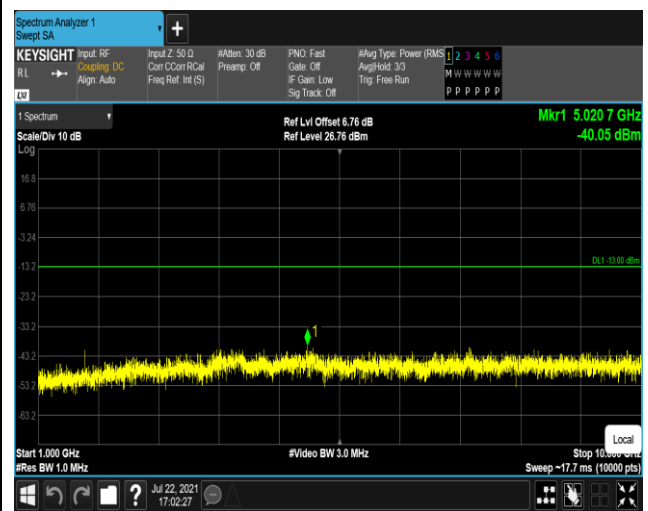 Spectrum Analyzer 1
Swept SA
+
KEYSIGHT Input: RF Input Z: 50 Ω #Atten: 30 dB PNO: Fast #Avg Type: Power (RMS 1 2 3 4 5 6
RL Coupling: DC Corr CCorr RCal Preamp: Off Gate: Off Avg|Hold: 3/3 M W W W W W
Align: Auto Freq Ref: Int (S) IF Gain: Low Trig: Free Run
LXI Sig Track: Off P P P P P P
1 Spectrum Ref Lvl Offset 6.76 dB Mkr1 5.020 7 GHz
Scale/Div 10 dB Ref Level 26.76 dBm -40.05 dBm
Log
16.8
6.76
-3.24
DL1 -13.00 dBm
-13.2
-23.2
-33.2
1
-43.2
-53.2
-63.2
Local
Start 1.000 GHz #Video BW 3.0 MHz Stop 10.000 GHz
#Res BW 1.0 MHz Sweep ~17.7 ms (10000 pts)
? Jul 22, 2021
17:02:27